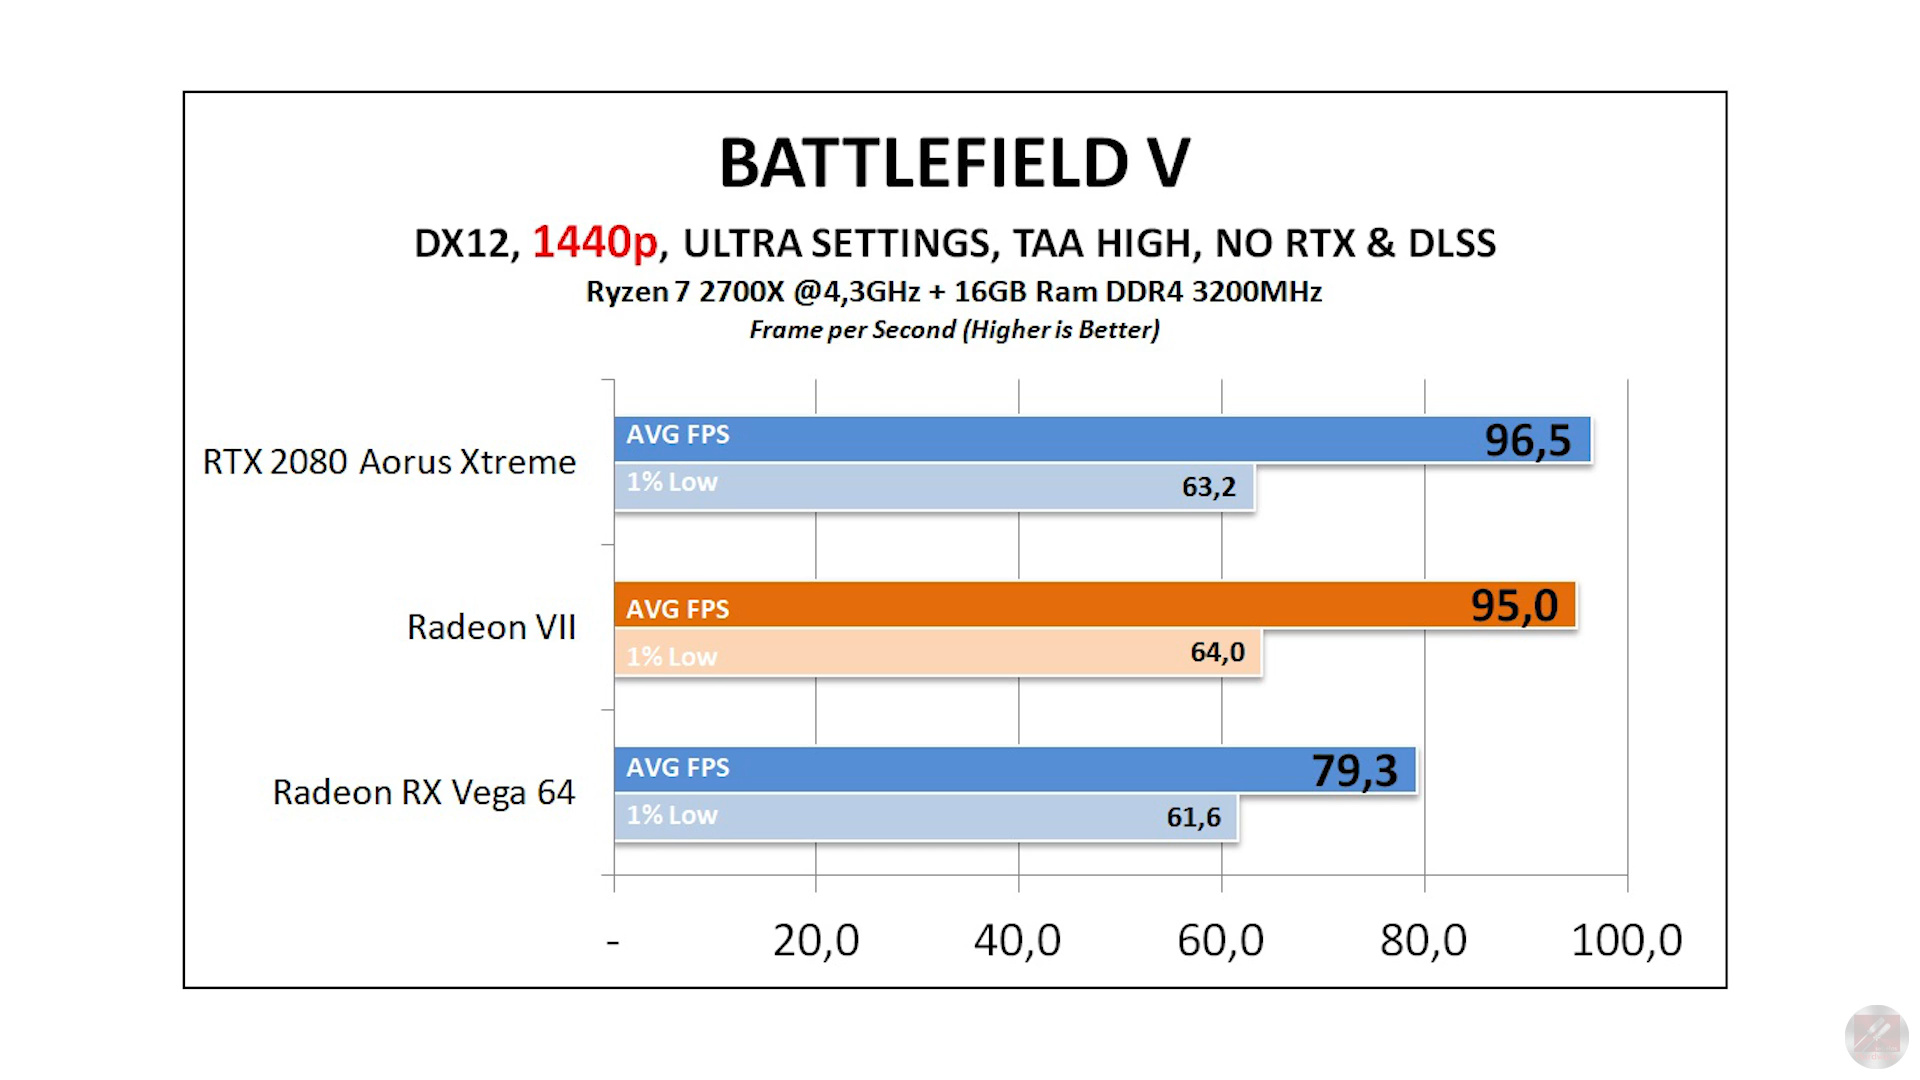 BATTLEFIELD V
DX12, 1440p, ULTRA SETTINGS, TAA HIGH, NO RTX & DLSS
Ryzen 7 2700X @4,3GHz + 16GB Ram DDR4 3200MHz
Frame per Second (Higher is Better)
RTX 2080 Aorus Xtreme
AVG FPS 96,5
1% Low 63,2
Radeon VII
AVG FPS 95,0
1% Low 64,0
Radeon RX Vega 64
AVG FPS 79,3
1% Low 61,6
- 20,0 40,0 60,0 80,0 100,0